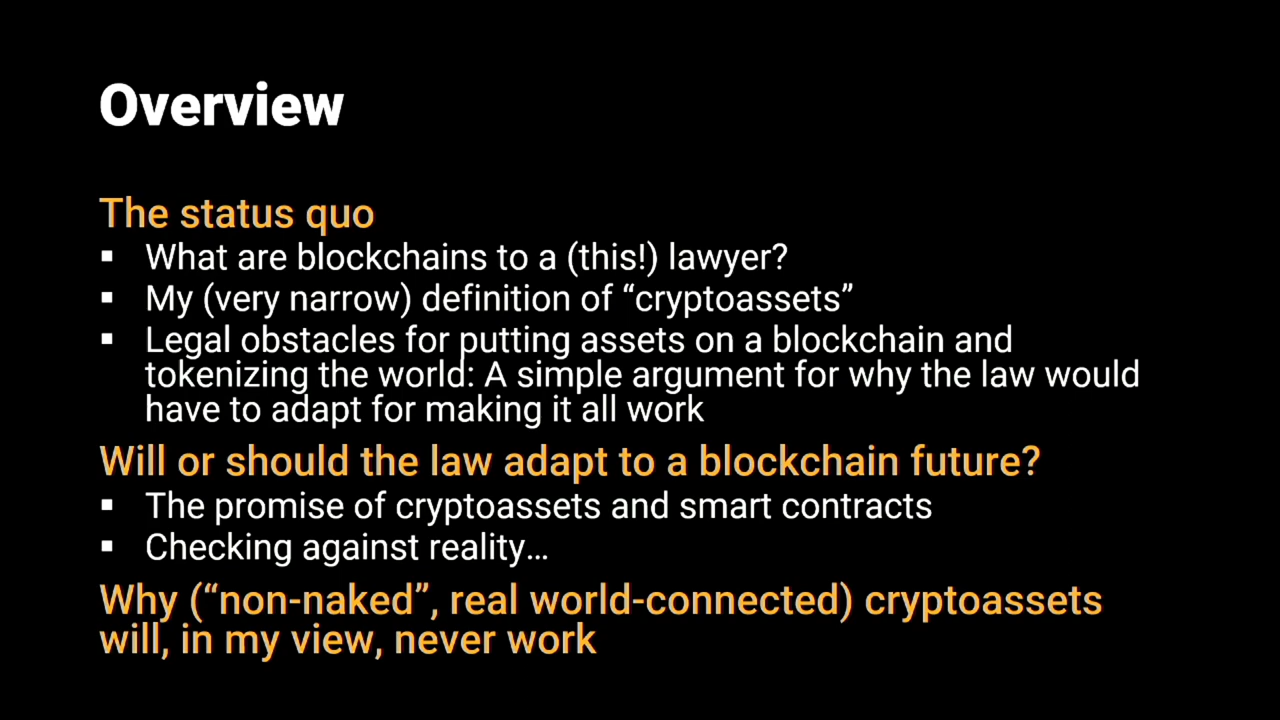 Overview
The status quo
▪ What are blockchains to a (this!) lawyer?
▪ My (very narrow) definition of “cryptoassets”
▪ Legal obstacles for putting assets on a blockchain and
tokenizing the world: A simple argument for why the law would
have to adapt for making it all work
Will or should the law adapt to a blockchain future?
▪ The promise of cryptoassets and smart contracts
▪ Checking against reality…
Why (“non-naked”, real world-connected) cryptoassets
will, in my view, never work